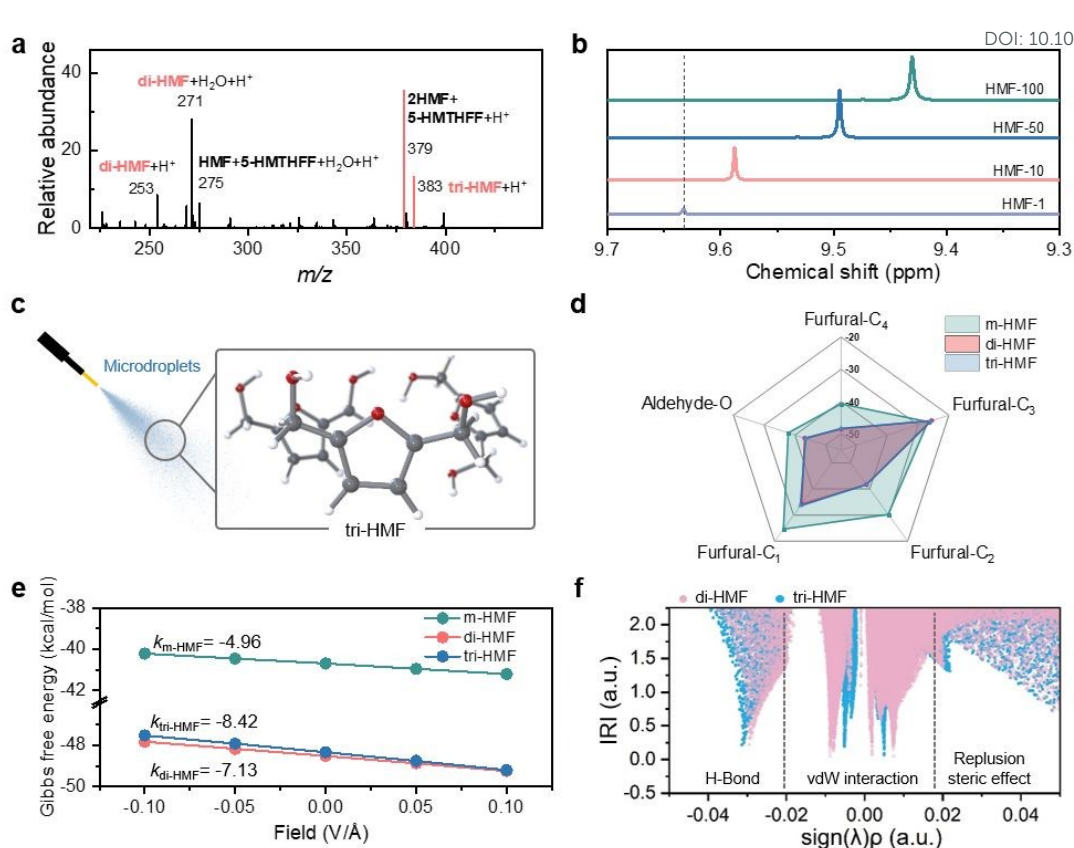 DOI: 10.10
a
Relative abundance
40
20
0
di-HMF+H2O+H+
271
di-HMF+H+
253
HMF+5-HMTHFF+H2O+H+
275
2HMF+
5-HMTHFF+H+
379
383 tri-HMF+H+
250
300
350
400
m/z
b
HMF-100
HMF-50
HMF-10
HMF-1
9.7
9.6
9.5
9.4
9.3
Chemical shift (ppm)
c
Microdroplets
tri-HMF
d
Furfural-C4
m-HMF
di-HMF
tri-HMF
-20
-30
-40
-50
Aldehyde-O
Furfural-C3
Furfural-C1
Furfural-C2
e
Gibbs free energy (kcal/mol)
-38
-40
-42
-48
-50
m-HMF
di-HMF
tri-HMF
km-HMF= -4.96
ktri-HMF= -8.42
kdi-HMF= -7.13
-0.10
-0.05
0.00
0.05
0.10
Field (V/Å)
f
di-HMF
tri-HMF
IRI (a.u.)
2.0
1.5
1.0
0.5
0.0
-0.5
H-Bond
vdW interaction
Replusion
steric effect
-0.04
-0.02
0.00
0.02
0.04
sign(λ)ρ (a.u.)